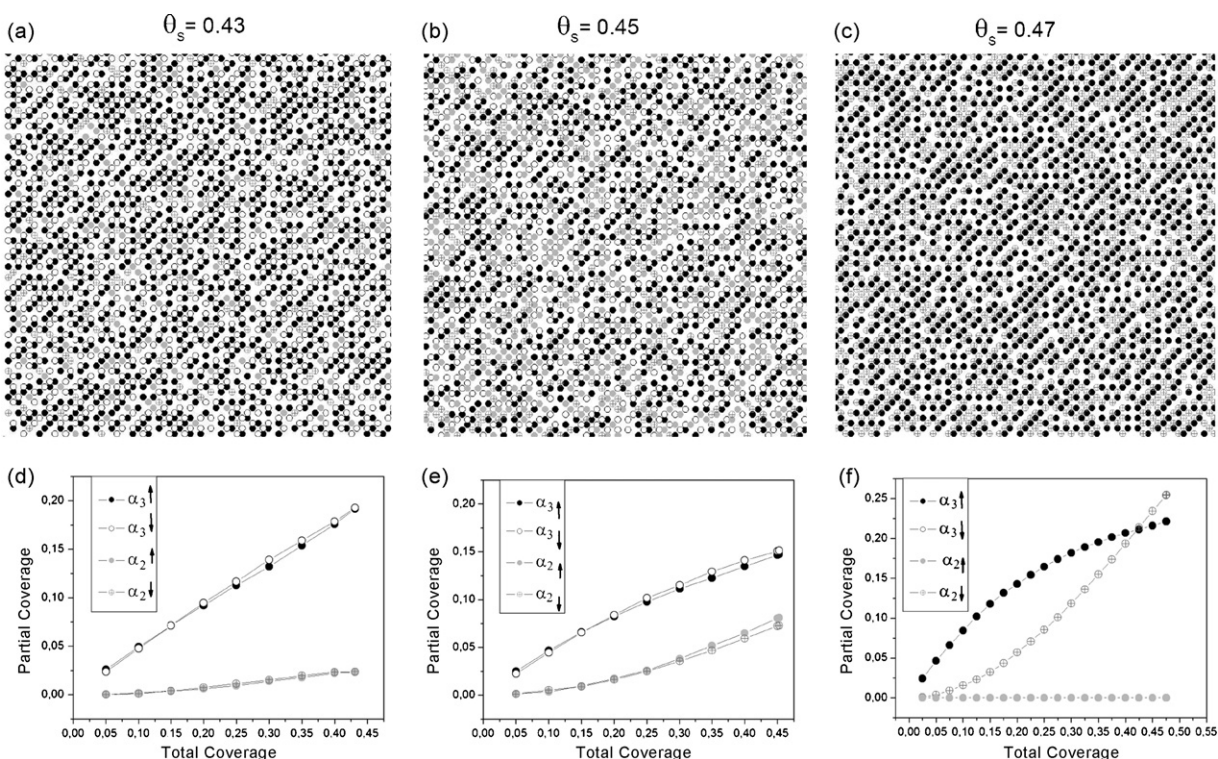 (a) θs = 0.43 (b) θs = 0.45 (c) θs = 0.47
(d)
α3↑
α3↓
α2↑
α2↓
0,20
0,15
0,10
0,05
0,00
Partial Coverage
0,00 0,05 0,10 0,15 0,20 0,25 0,30 0,35 0,40 0,45
Total Coverage
(e)
α3↑
α3↓
α2↑
α2↓
0,20
0,15
0,10
0,05
0,00
Partial Coverage
0,00 0,05 0,10 0,15 0,20 0,25 0,30 0,35 0,40 0,45
Total Coverage
(f)
α3↑
α3↓
α2↑
α2↓
0,25
0,20
0,15
0,10
0,05
0,00
Partial Coverage
0,00 0,05 0,10 0,15 0,20 0,25 0,30 0,35 0,40 0,45 0,50 0,55
Total Coverage